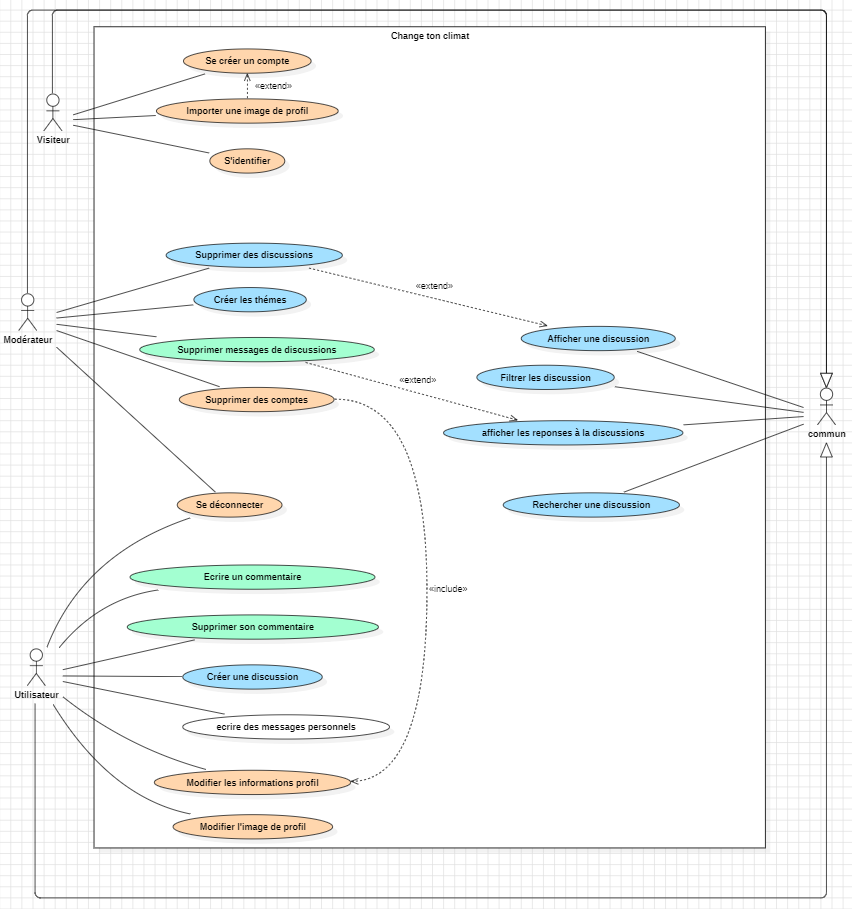 Change ton climat
Se créer un compte
«extend»
Importer une image de profil
Visiteur
S'identifier
Supprimer des discussions
«extend»
Créer les thémes
Modérateur
Afficher une discussion
Supprimer messages de discussions
«extend»
Filtrer les discussion
Supprimer des comptes
afficher les reponses à la discussions
commun
Se déconnecter
Rechercher une discussion
Ecrire un commentaire
«include»
Supprimer son commentaire
Créer une discussion
Utilisateur
ecrire des messages personnels
Modifier les informations profil
Modifier l'image de profil